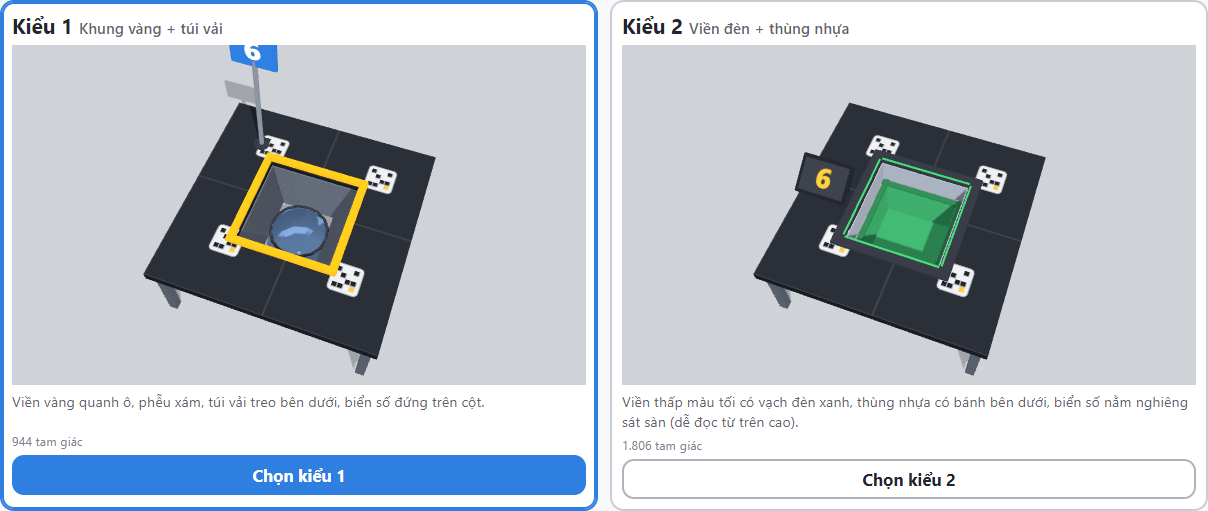 Kiểu 1 Khung vàng + túi vải
6
Viền vàng quanh ô, phễu xám, túi vải treo bên dưới, biển số đứng trên cột.
944 tam giác
Chọn kiểu 1
Kiểu 2 Viền đèn + thùng nhựa
6
Viền thấp màu tối có vạch đèn xanh, thùng nhựa có bánh bên dưới, biển số nằm nghiêng
sát sàn (dễ đọc từ trên cao).
1.806 tam giác
Chọn kiểu 2